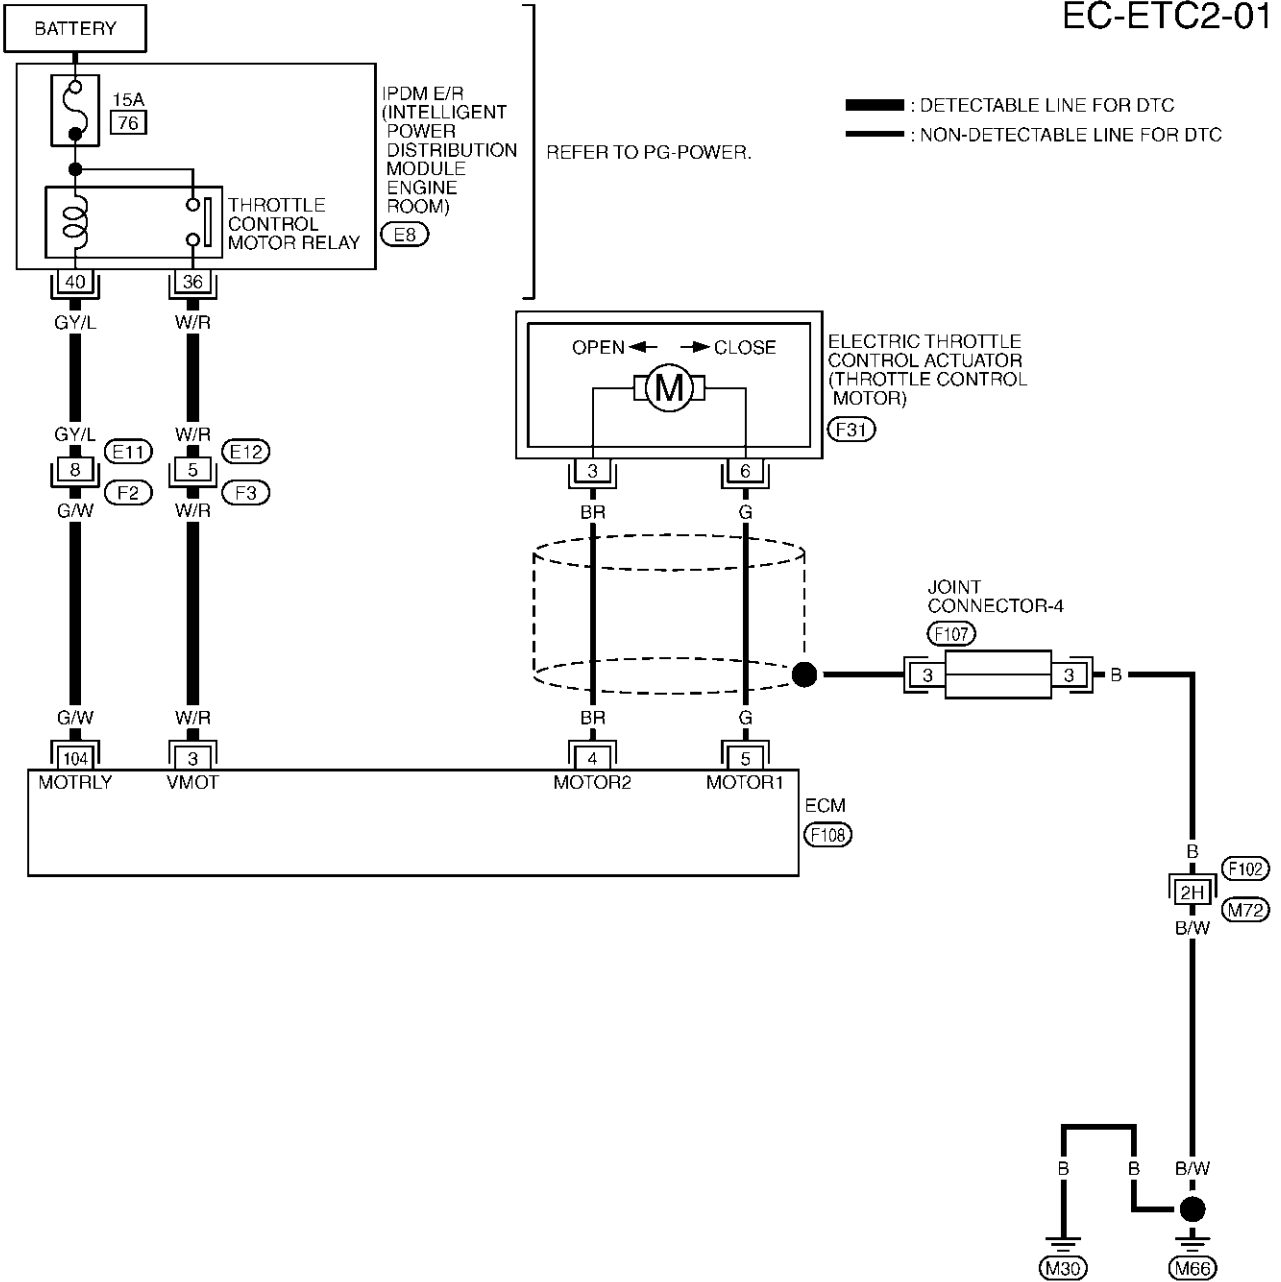 EC-ETC2-01
BATTERY
15A
76
IPDM E/R
(INTELLIGENT
POWER
DISTRIBUTION
MODULE
ENGINE
ROOM)
E8
REFER TO PG-POWER.
: DETECTABLE LINE FOR DTC
: NON-DETECTABLE LINE FOR DTC
THROTTLE
CONTROL
MOTOR RELAY
40
36
GY/L
W/R
GY/L
W/R
8
E11
5
E12
F2
F3
G/W
W/R
OPEN
CLOSE
M
ELECTRIC THROTTLE
CONTROL ACTUATOR
(THROTTLE CONTROL
MOTOR)
F31
3
6
BR
G
JOINT
CONNECTOR-4
F107
3
3
B
G/W
W/R
BR
G
104
3
4
5
MOTRLY
VMOT
MOTOR2
MOTOR1
ECM
F108
B
F102
2H
M72
B/W
B
B
B/W
M30
M66